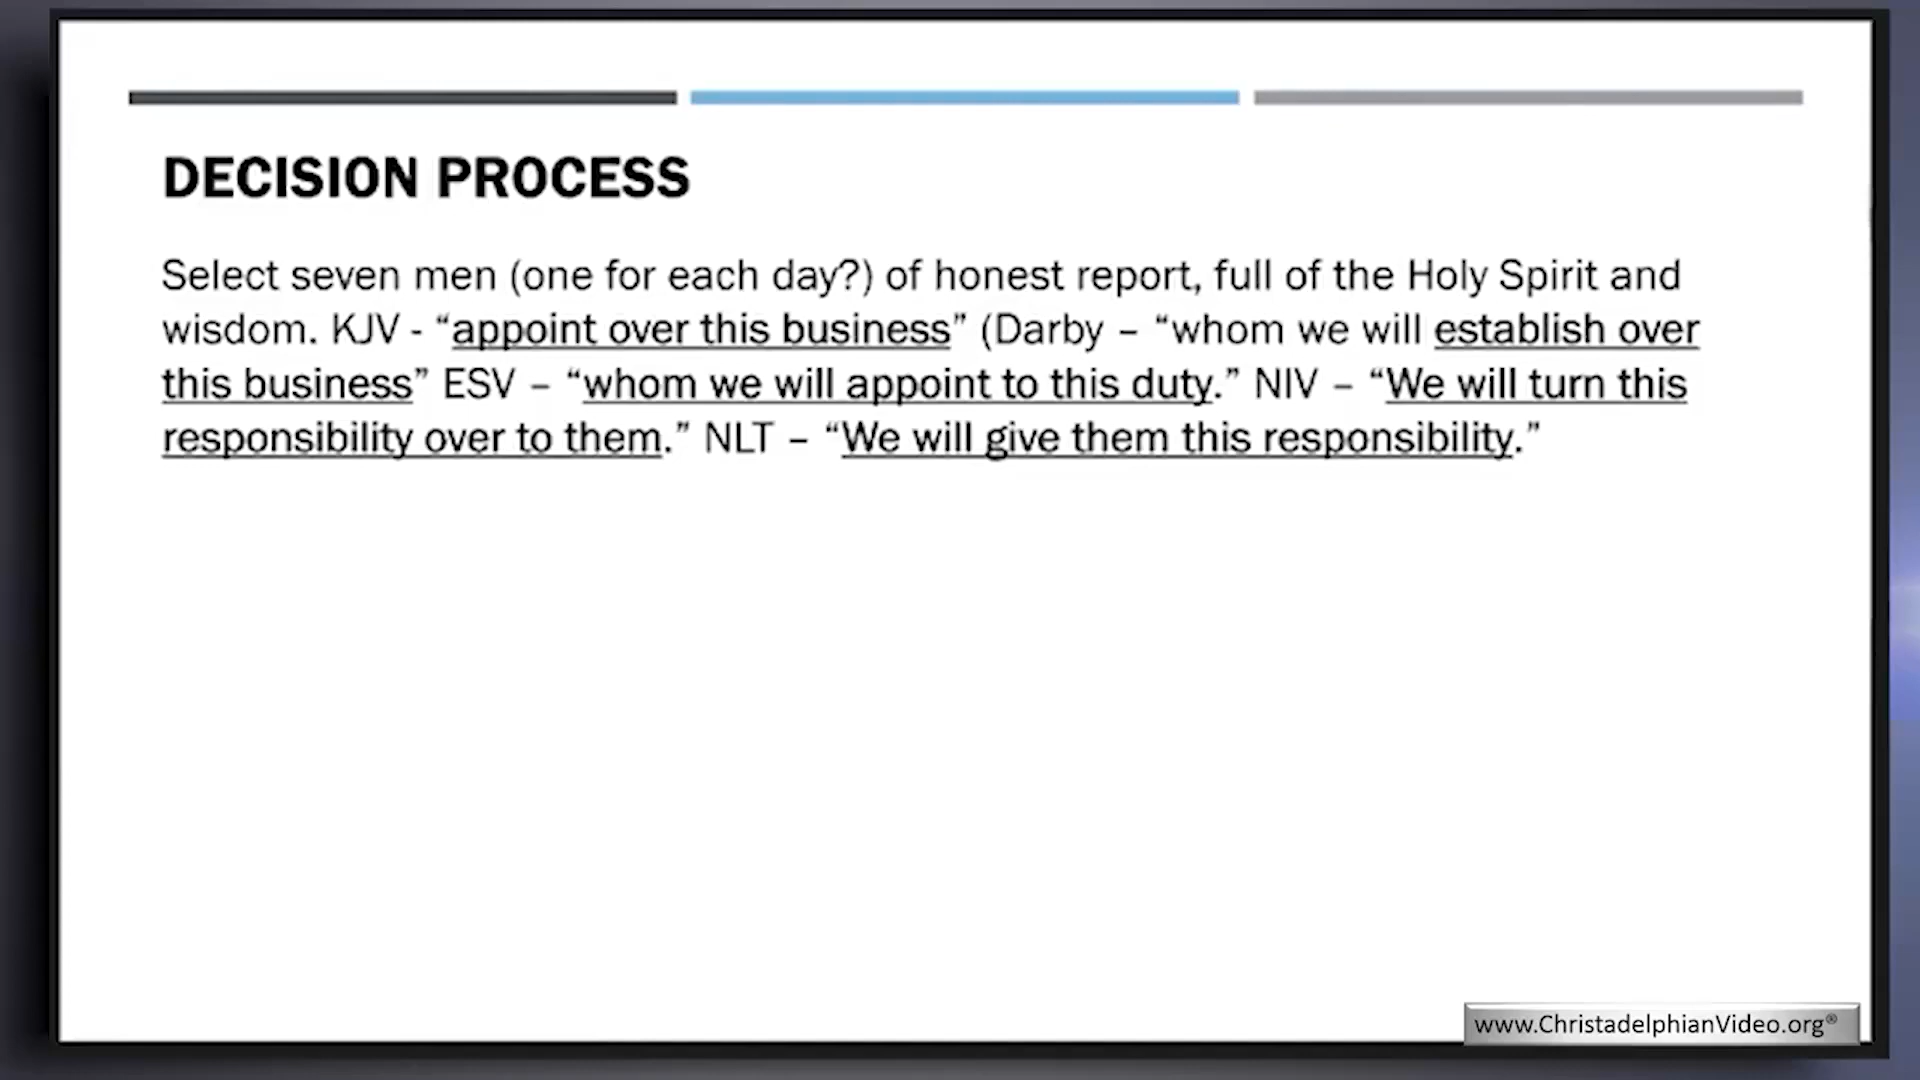 DECISION PROCESS
Select seven men (one for each day?) of honest report, full of the Holy Spirit and
wisdom. KJV - “appoint over this business” (Darby – “whom we will establish over
this business” ESV – “whom we will appoint to this duty.” NIV – “We will turn this
responsibility over to them.” NLT – “We will give them this responsibility.”
www.ChristadelphianVideo.org®